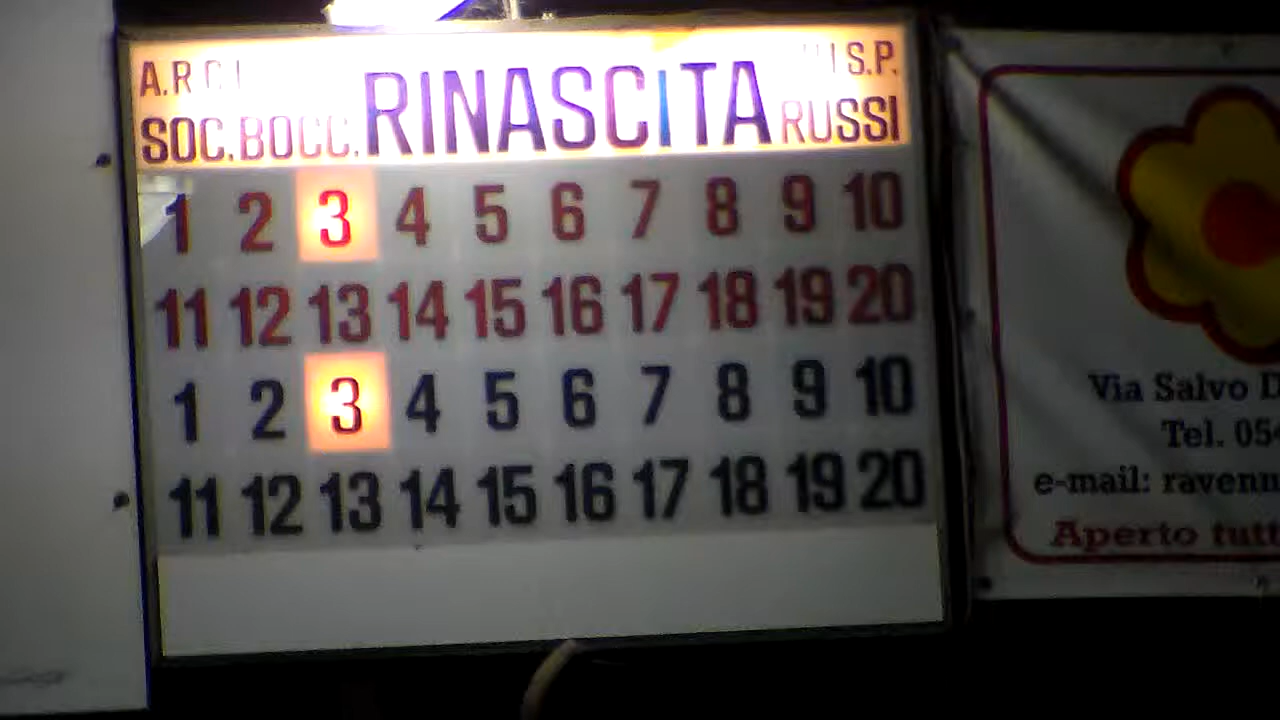 A.R.C.I S.P.
SOC.BOCC. RINASCITA RUSSI
1 2 3 4 5 6 7 8 9 10
11 12 13 14 15 16 17 18 19 20
1 2 3 4 5 6 7 8 9 10
11 12 13 14 15 16 17 18 19 20
Via Salvo D
Tel. 054
e-mail: ravenn
Aperto tutt